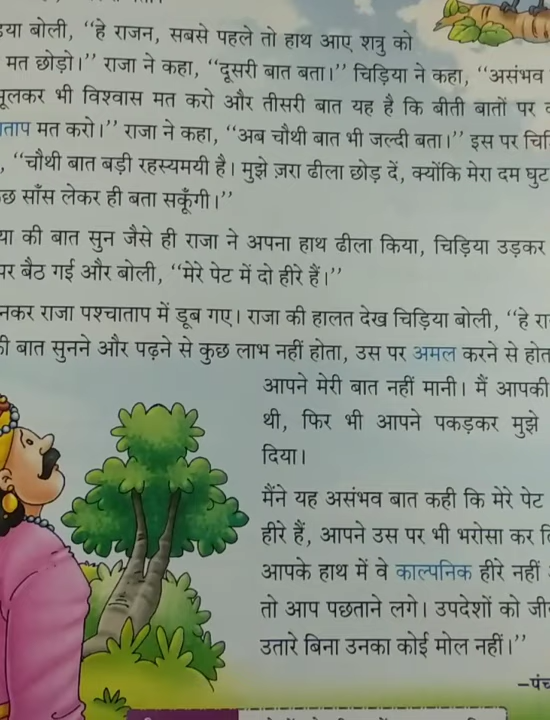 बोली, ‘‘हे राजन, सबसे पहले तो हाथ आए शत्रु को
मत छोड़ो।’’ राजा ने कहा, ‘‘दूसरी बात बता।’’ चिड़िया ने कहा, ‘‘असंभव
भी विश्वास मत करो और तीसरी बात यह है कि बीती बातों पर
मत करो।’’ राजा ने कहा, ‘‘अब चौथी बात भी जल्दी बता।’’ इस पर
‘‘चौथी बात बड़ी रहस्यमयी है। मुझे ज़रा ढीला छोड़ दें, क्योंकि मेरा दम घुट
साँस लेकर ही बता सकूँगी।’’
की बात सुन जैसे ही राजा ने अपना हाथ ढीला किया, चिड़िया उड़कर
पर बैठ गई और बोली, ‘‘मेरे पेट में दो हीरे हैं।’’
राजा पश्चाताप में डूब गए। राजा की हालत देख चिड़िया बोली, ‘‘हे
बात सुनने और पढ़ने से कुछ लाभ नहीं होता, उस पर अमल करने से
आपने मेरी बात नहीं मानी। मैं आपकी
थी, फिर भी आपने पकड़कर मुझे
दिया।
मैंने यह असंभव बात कही कि मेरे पेट
हीरे हैं, आपने उस पर भी भरोसा कर
आपके हाथ में वे काल्पनिक हीरे नहीं
तो आप पछताने लगे। उपदेशों को
उतारे बिना उनका कोई मोल नहीं।’’